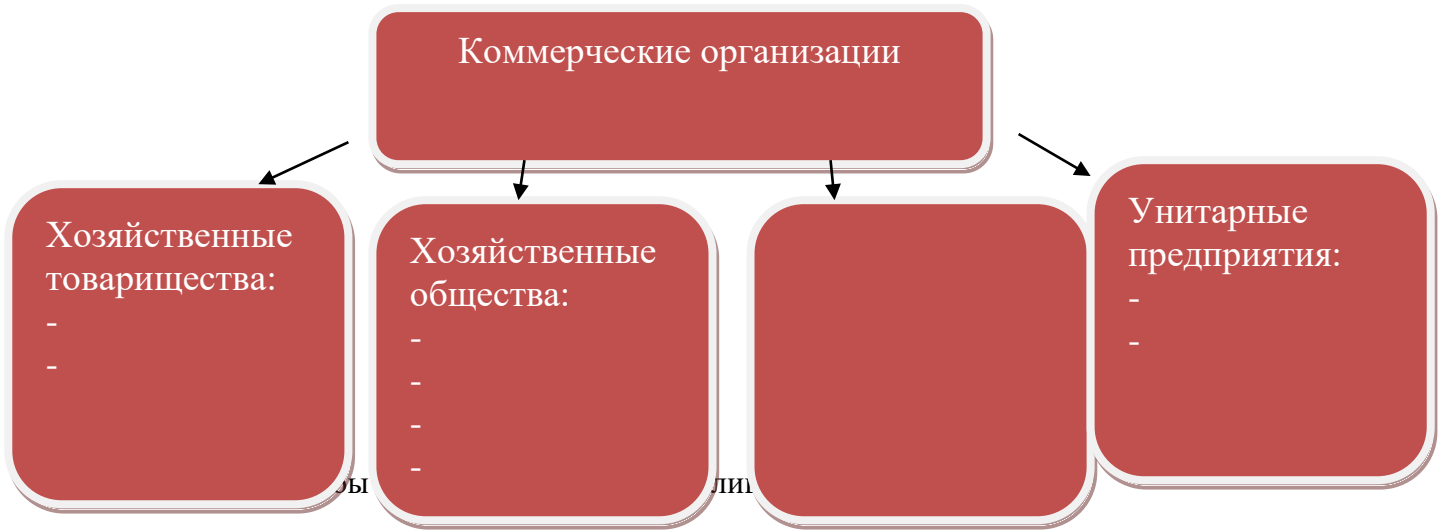 Коммерческие организации
Хозяйственные
товарищества:
-
-
Хозяйственные
общества:
-
-
-
-
Унитарные
предприятия:
-
-